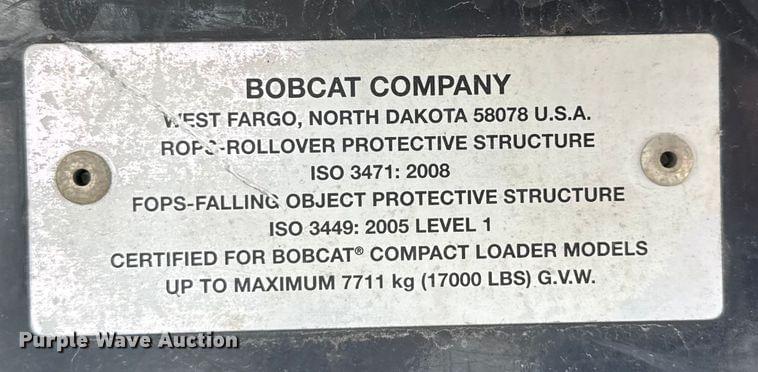 BOBCAT COMPANY
WEST FARGO, NORTH DAKOTA 58078 U.S.A.
ROPS-ROLLOVER PROTECTIVE STRUCTURE
ISO 3471: 2008
FOPS-FALLING OBJECT PROTECTIVE STRUCTURE
ISO 3449: 2005 LEVEL 1
CERTIFIED FOR BOBCAT® COMPACT LOADER MODELS
UP TO MAXIMUM 7711 kg (17000 LBS) G.V.W.
Purple Wave Auction